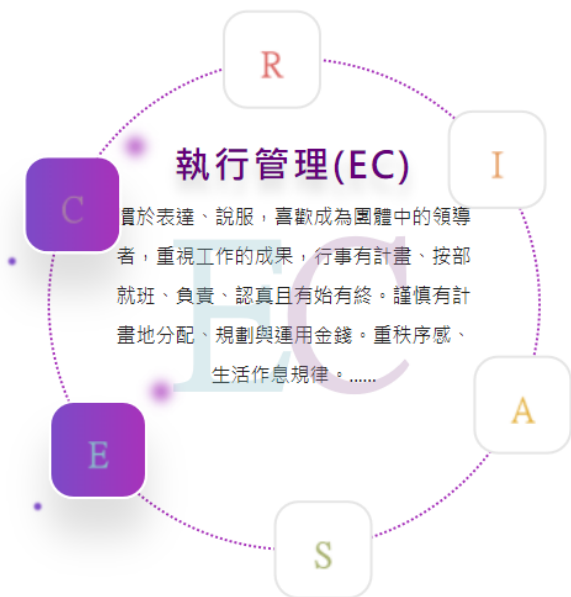 R
I
執行管理(EC)
C
慣於表達、說服，喜歡成為團體中的領導
者，重視工作的成果，行事有計畫、按部
就班、負責、認真且有始有終。謹慎有計
畫地分配、規劃與運用金錢。重秩序感、
生活作息規律。......
EC
A
E
S